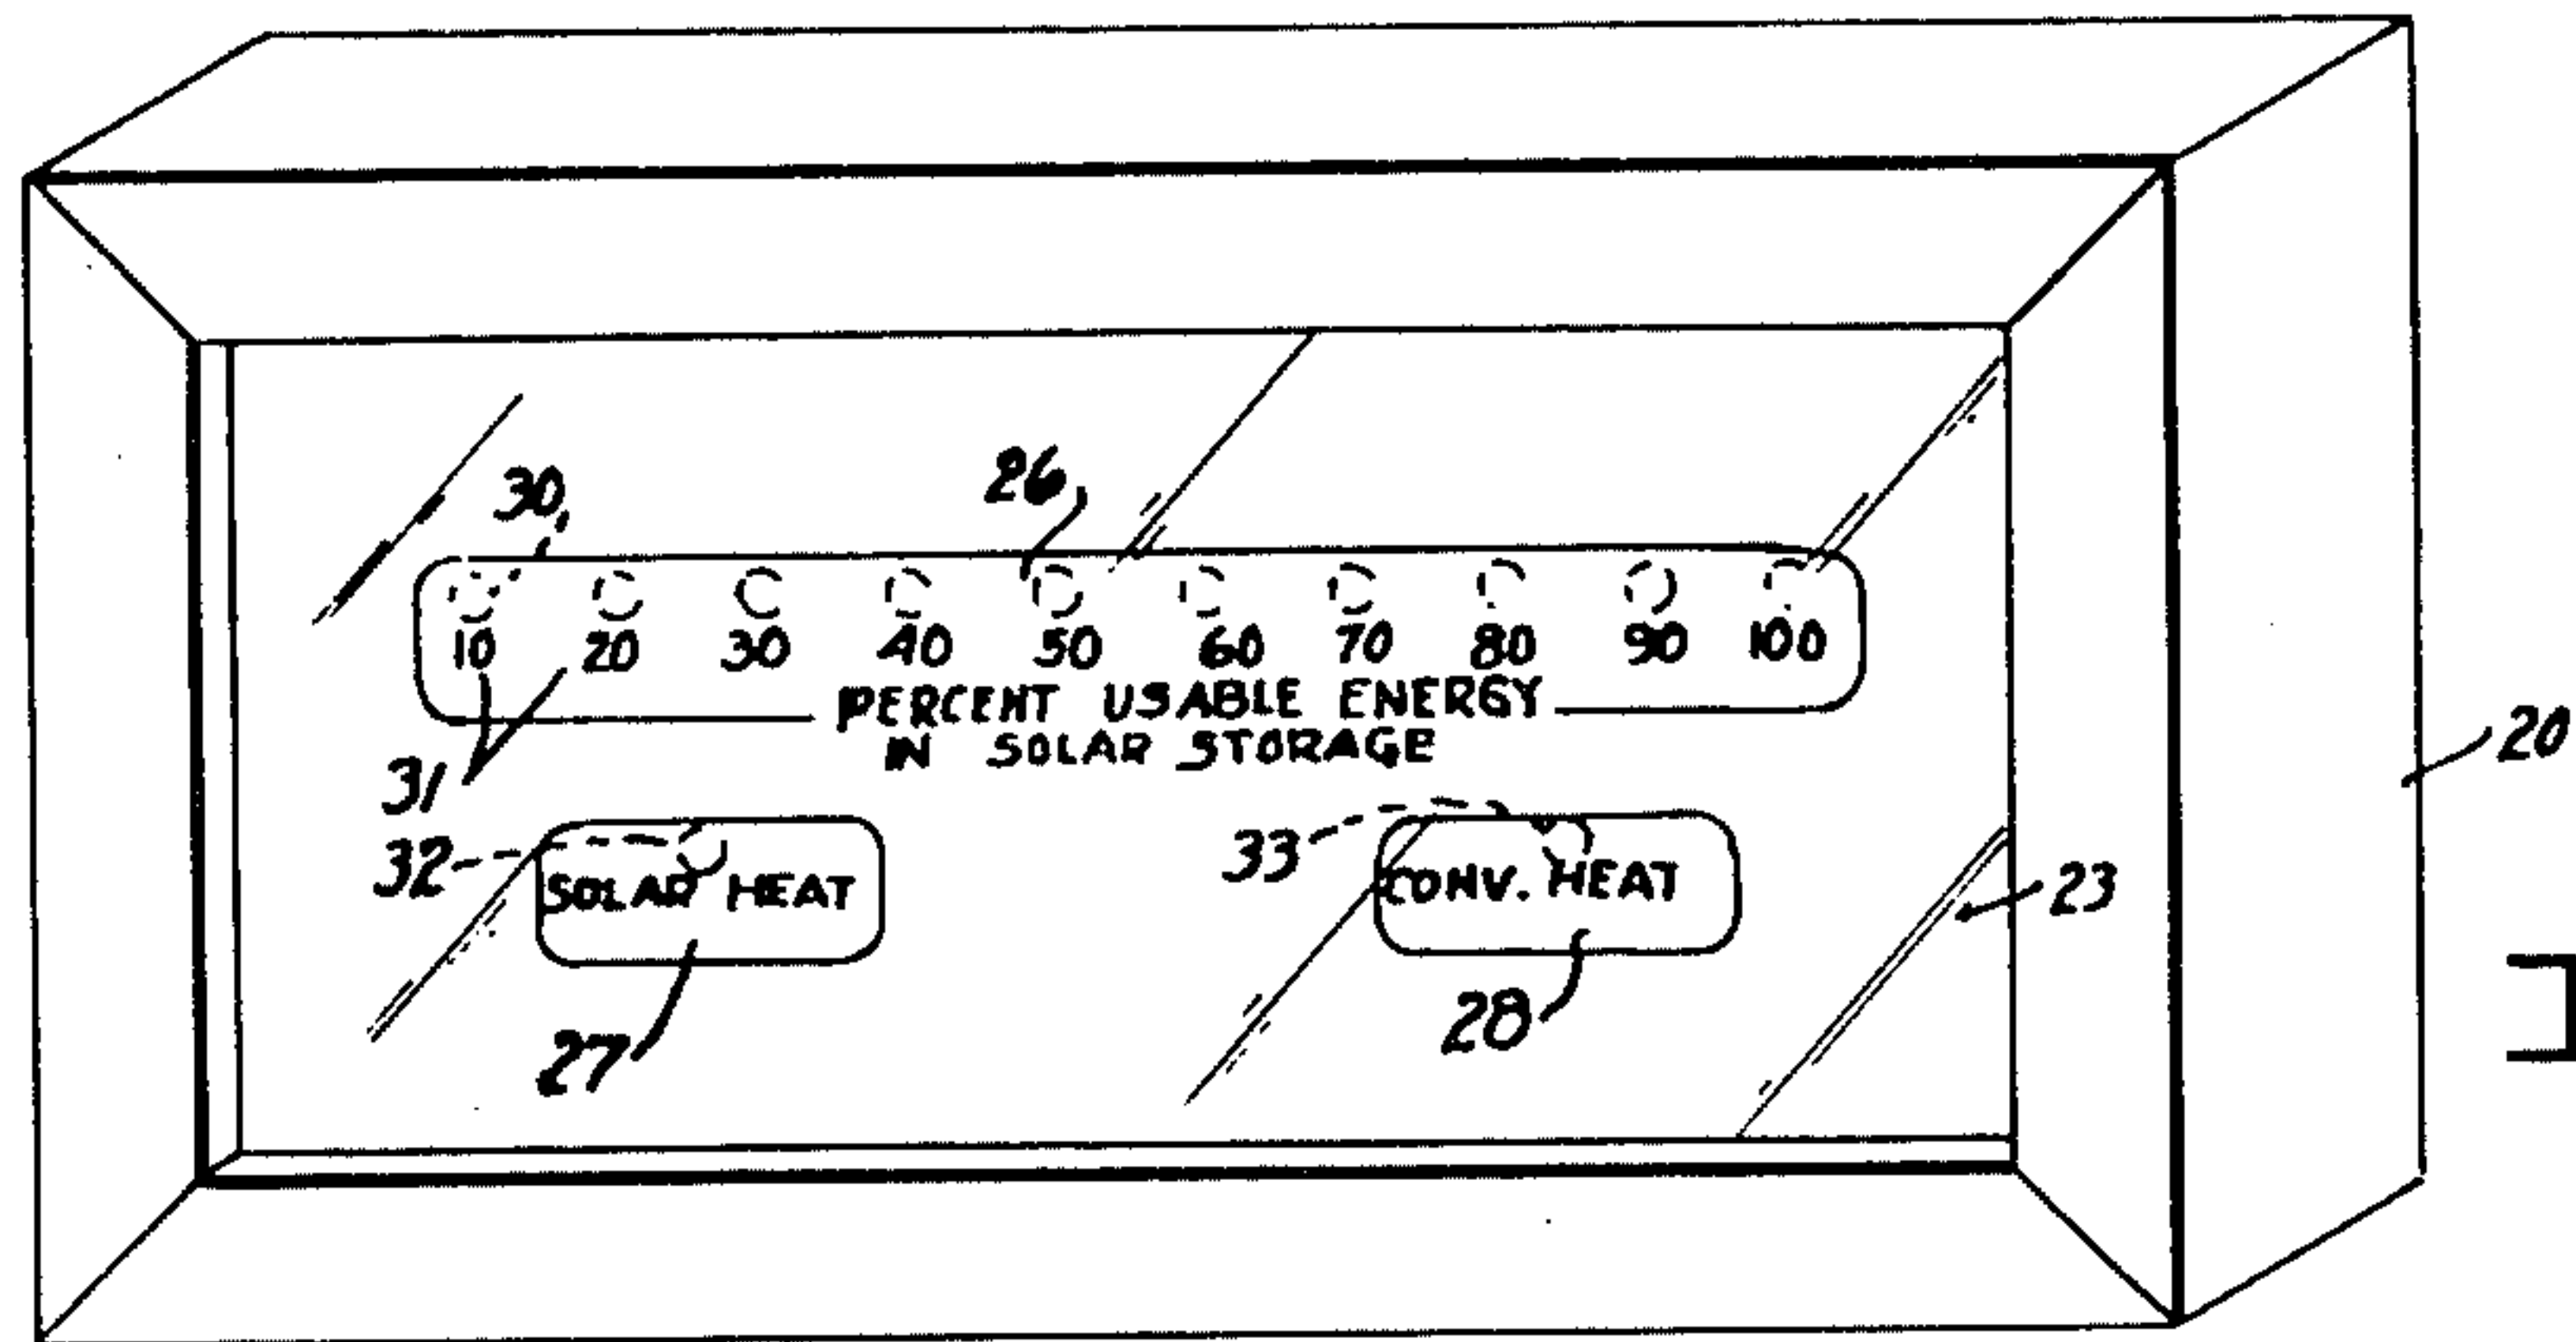 30 26
10 20 30 40 50 60 70 80 90 100
PERCENT USABLE ENERGY
IN SOLAR STORAGE
20
31
32 33 23
SOLAR HEAT CONV. HEAT
27 28